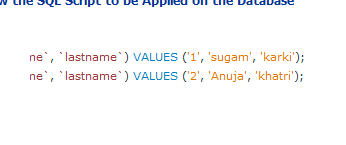 w the SQL Script to be Applied on the Database
ne`, `lastname`) VALUES ('1', 'sugam', 'karki');
ne`, `lastname`) VALUES ('2', 'Anuja', 'khatri');